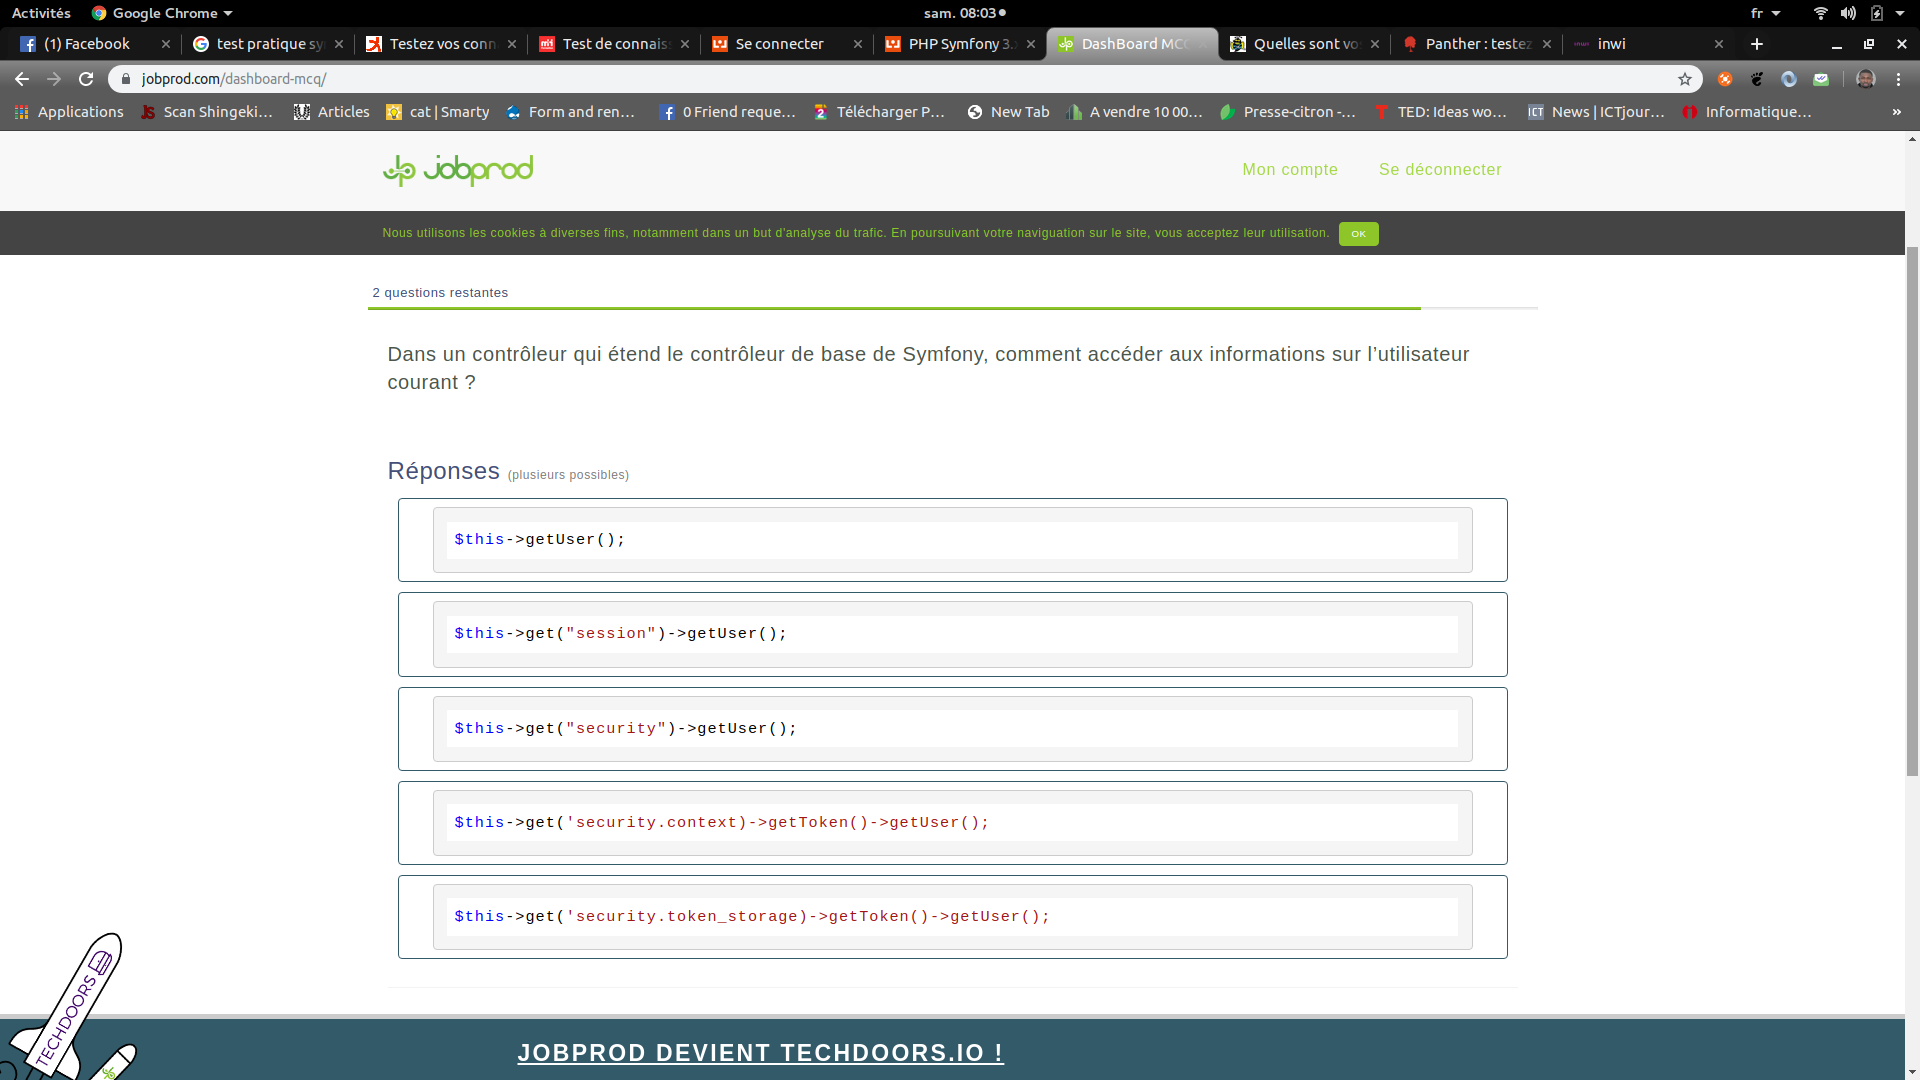 Activités
Google Chrome
sam. 08:03
fr
(1) Facebook
test pratique sy
Testez vos conn
Test de connais
Se connecter
PHP Symfony 3.
DashBoard MC
Quelles sont vo
Panther : testez
inwi
jobprod.com/dashboard-mcq/
Applications
Scan Shingeki...
Articles
cat | Smarty
Form and ren...
0 Friend reque...
Télécharger P...
New Tab
A vendre 10 00...
Presse-citron -...
TED: Ideas wo...
News | ICTjour...
Informatique...
»
jobprod
Mon compte
Se déconnecter
Nous utilisons les cookies à diverses fins, notamment dans un but d'analyse du trafic. En poursuivant votre naviguation sur le site, vous acceptez leur utilisation.
OK
2 questions restantes
Dans un contrôleur qui étend le contrôleur de base de Symfony, comment accéder aux informations sur l’utilisateur
courant ?
Réponses (plusieurs possibles)
$this->getUser();
$this->get("session")->getUser();
$this->get("security")->getUser();
$this->get('security.context)->getToken()->getUser();
$this->get('security.token_storage)->getToken()->getUser();
TECHDOORS
JOBPROD DEVIENT TECHDOORS.IO !